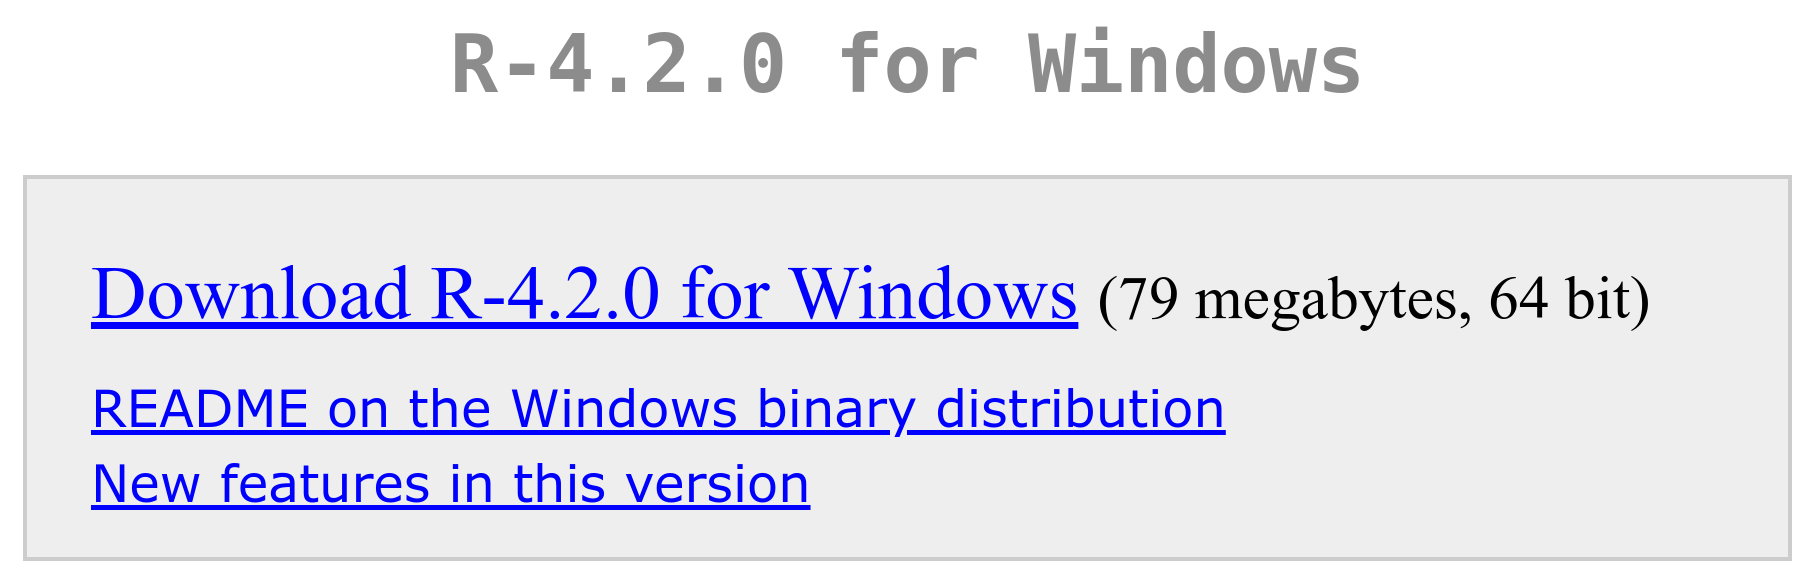 R-4.2.0 for Windows
Download R-4.2.0 for Windows (79 megabytes, 64 bit)
README on the Windows binary distribution
New features in this version